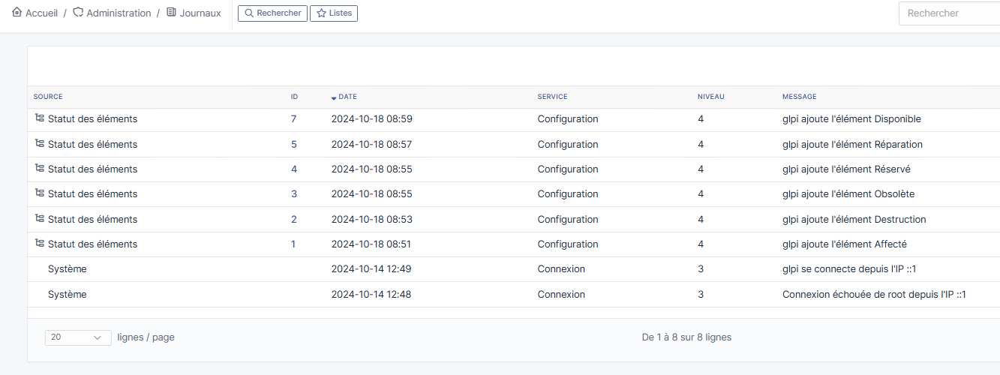 Accueil / Administration / Journaux Rechercher Listes Rechercher
SOURCE ID DATE SERVICE NIVEAU MESSAGE
Statut des éléments 7 2024-10-18 08:59 Configuration 4 glpi ajoute l'élément Disponible
Statut des éléments 5 2024-10-18 08:57 Configuration 4 glpi ajoute l'élément Réparation
Statut des éléments 4 2024-10-18 08:55 Configuration 4 glpi ajoute l'élément Réservé
Statut des éléments 3 2024-10-18 08:55 Configuration 4 glpi ajoute l'élément Obsolète
Statut des éléments 2 2024-10-18 08:53 Configuration 4 glpi ajoute l'élément Destruction
Statut des éléments 1 2024-10-18 08:51 Configuration 4 glpi ajoute l'élément Affecté
Système 2024-10-14 12:49 Connexion 3 glpi se connecte depuis l'IP ::1
Système 2024-10-14 12:48 Connexion 3 Connexion échouée de root depuis l'IP ::1
20 lignes / page De 1 à 8 sur 8 lignes